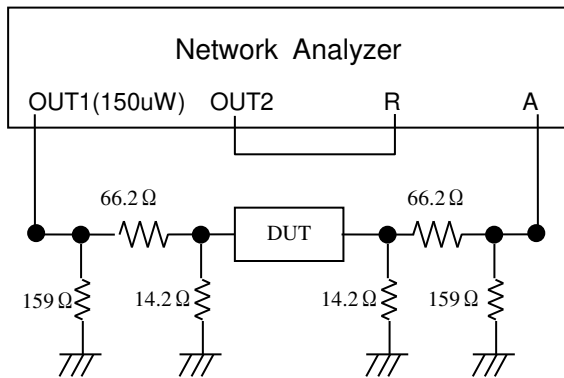 Network Analyzer
OUT1(150uW) OUT2 R A
66.2 Ω 66.2 Ω
DUT
159 Ω 14.2 Ω 14.2 Ω 159 Ω